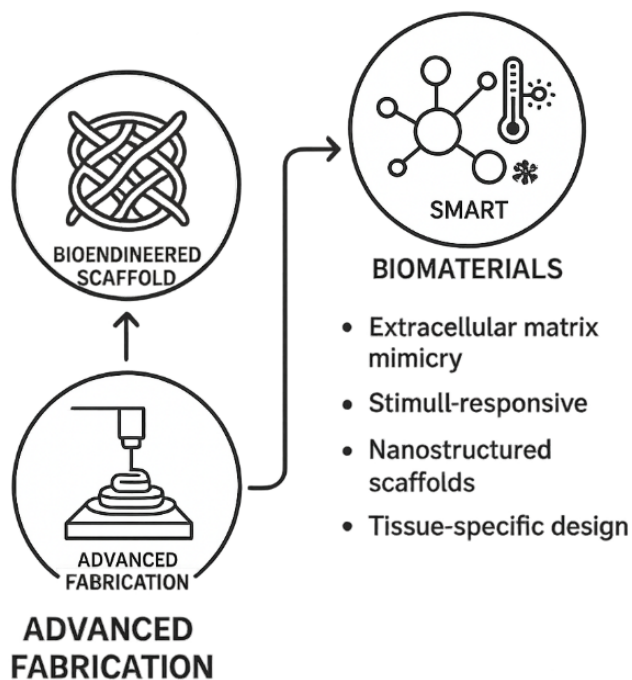 BIOENDINEERED
SCAFFOLD
ADVANCED
FABRICATION
ADVANCED
FABRICATION
SMART
BIOMATERIALS
• Extracellular matrix
mimicry
• Stimull-responsive
• Nanostructured
scaffolds
• Tissue-specific design